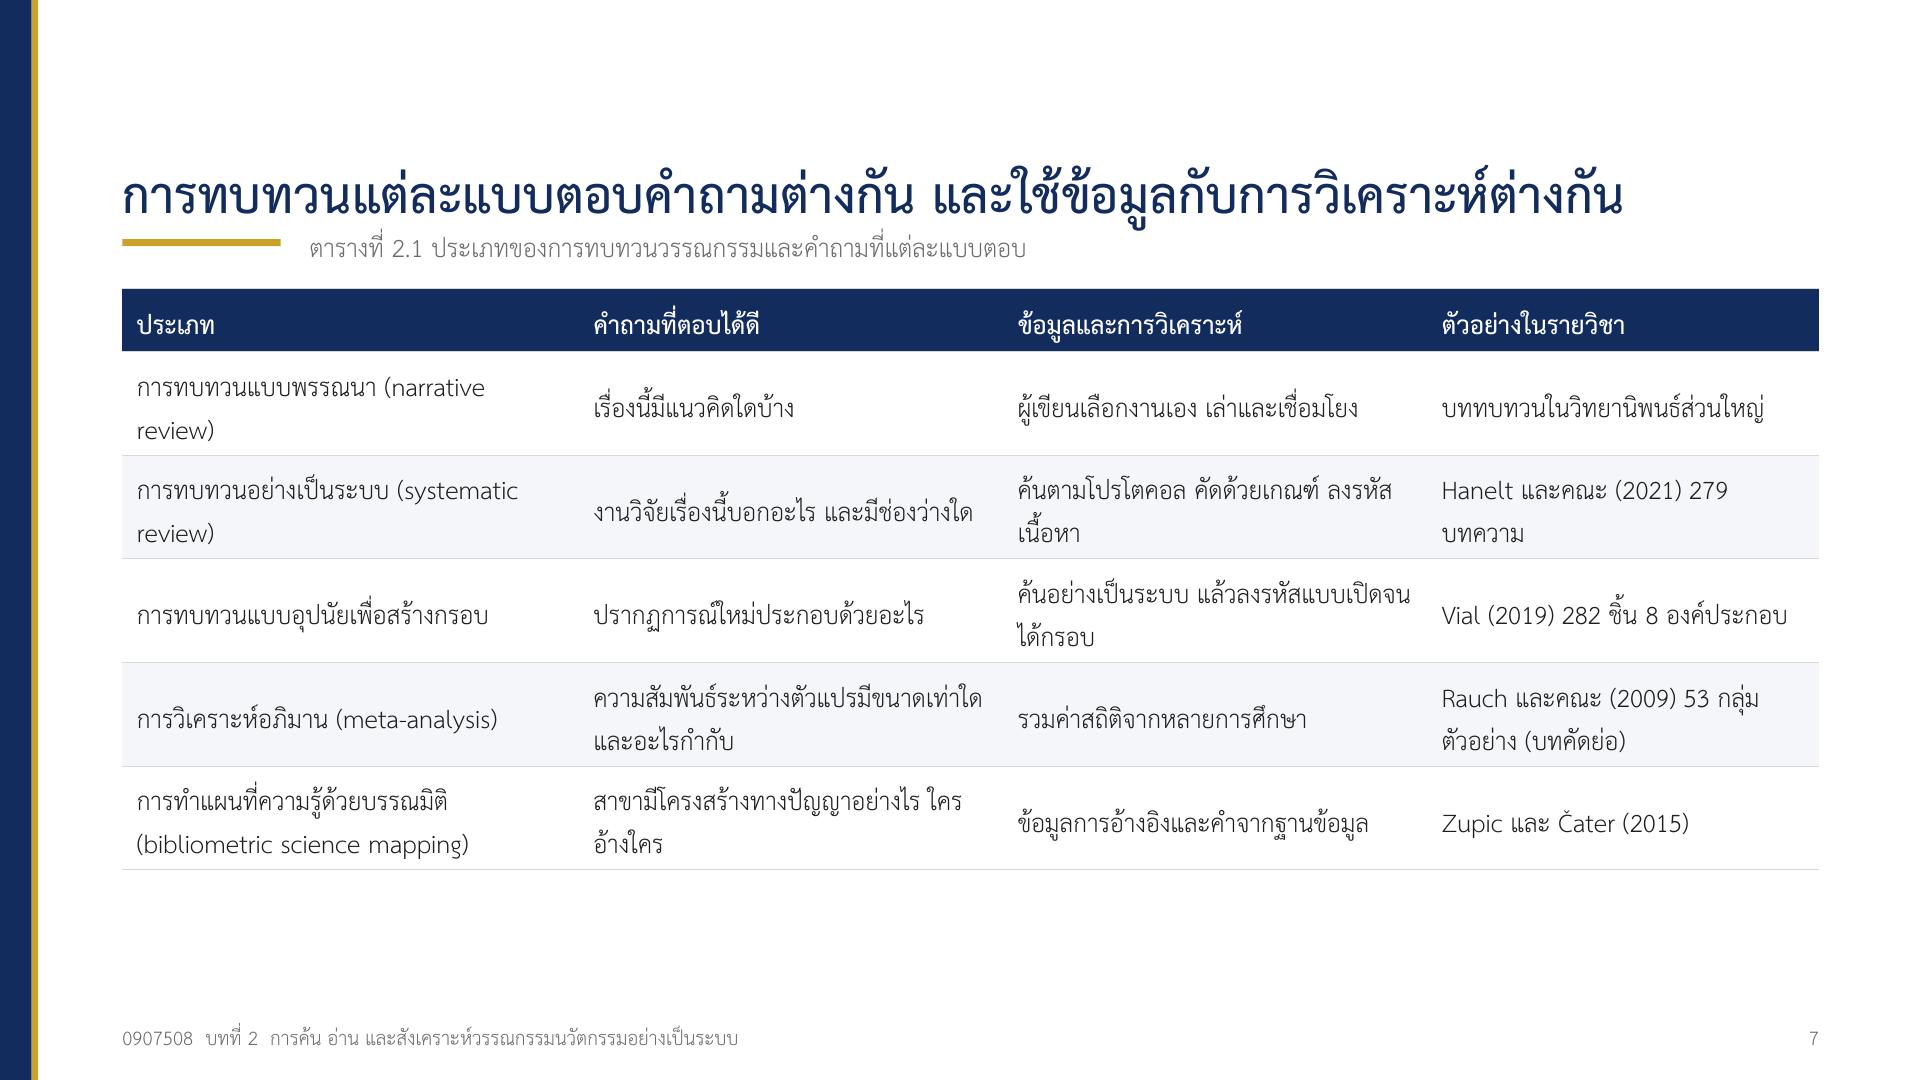 การทบทวนแต่ละแบบตอบคำถามต่างกัน และใช้ข้อมูลกับการวิเคราะห์ต่างกัน
ตารางที่ 2.1 ประเภทของการทบทวนวรรณกรรมและคำถามที่แต่ละแบบตอบ
ประเภท
คำถามที่ตอบได้ดี
ข้อมูลและการวิเคราะห์
ตัวอย่างในรายวิชา
การทบทวนแบบพรรณนา (narrative
review)
เรื่องนี้มีแนวคิดใดบ้าง
ผู้เขียนเลือกงานเอง เล่าและเชื่อมโยง
บททบทวนในวิทยานิพนธ์ส่วนใหญ่
การทบทวนอย่างเป็นระบบ (systematic
review)
งานวิจัยเรื่องนี้บอกอะไร และมีช่องว่างใด
ค้นตามโปรโตคอล คัดด้วยเกณฑ์ ลงรหัส
เนื้อหา
Hanelt และคณะ (2021) 279
บทความ
การทบทวนแบบอุปนัยเพื่อสร้างกรอบ
ปรากฏการณ์ใหม่ประกอบด้วยอะไร
ค้นอย่างเป็นระบบ แล้วลงรหัสแบบเปิดจน
ได้กรอบ
Vial (2019) 282 ชิ้น 8 องค์ประกอบ
การวิเคราะห์อภิมาน (meta-analysis)
ความสัมพันธ์ระหว่างตัวแปรมีขนาดเท่าใด
และอะไรกำกับ
รวมค่าสถิติจากหลายการศึกษา
Rauch และคณะ (2009) 53 กลุ่ม
ตัวอย่าง (บทคัดย่อ)
การทำแผนที่ความรู้ด้วยบรรณมิติ
(bibliometric science mapping)
สาขามีโครงสร้างทางปัญญาอย่างไร ใคร
อ้างใคร
ข้อมูลการอ้างอิงและคำจากฐานข้อมูล
Zupic และ Čater (2015)
0907508 บทที่ 2 การค้น อ่าน และสังเคราะห์วรรณกรรมนวัตกรรมอย่างเป็นระบบ
7